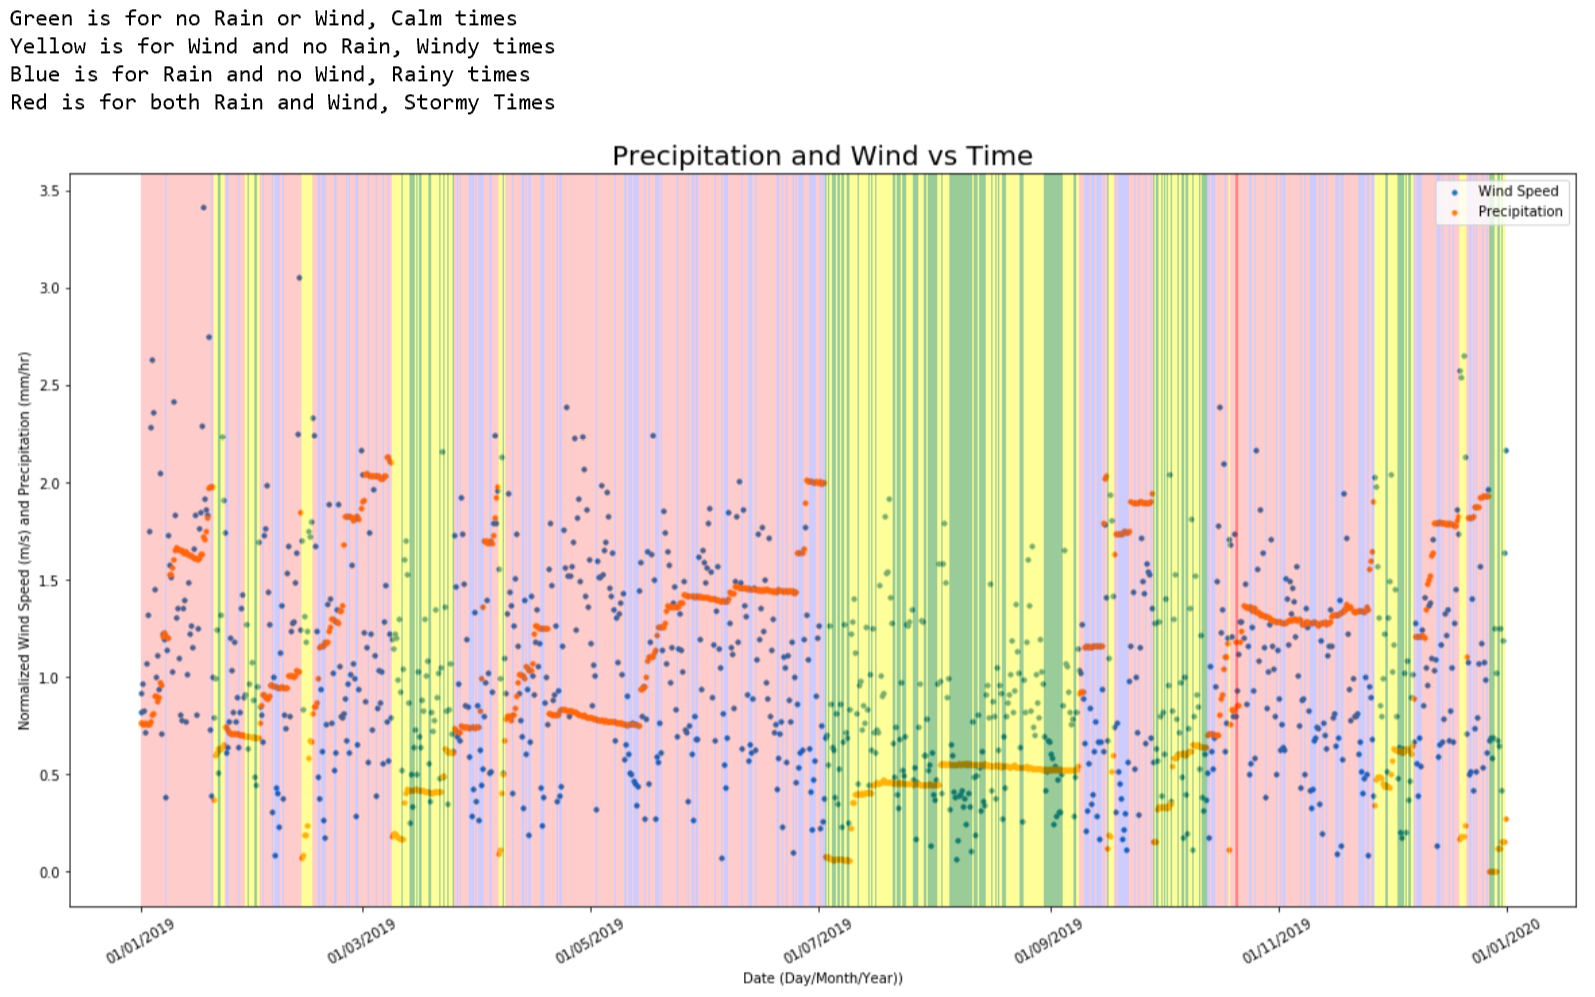 Green is for no Rain or Wind, Calm times
Yellow is for Wind and no Rain, Windy times
Blue is for Rain and no Wind, Rainy times
Red is for both Rain and Wind, Stormy Times
Precipitation and Wind vs Time
Wind Speed
Precipitation
Normalized Wind Speed (m/s) and Precipitation (mm/hr)
3.5
3.0
2.5
2.0
1.5
1.0
0.5
0.0
01/01/2019
01/03/2019
01/05/2019
01/07/2019
01/09/2019
01/11/2019
01/01/2020
Date (Day/Month/Year))